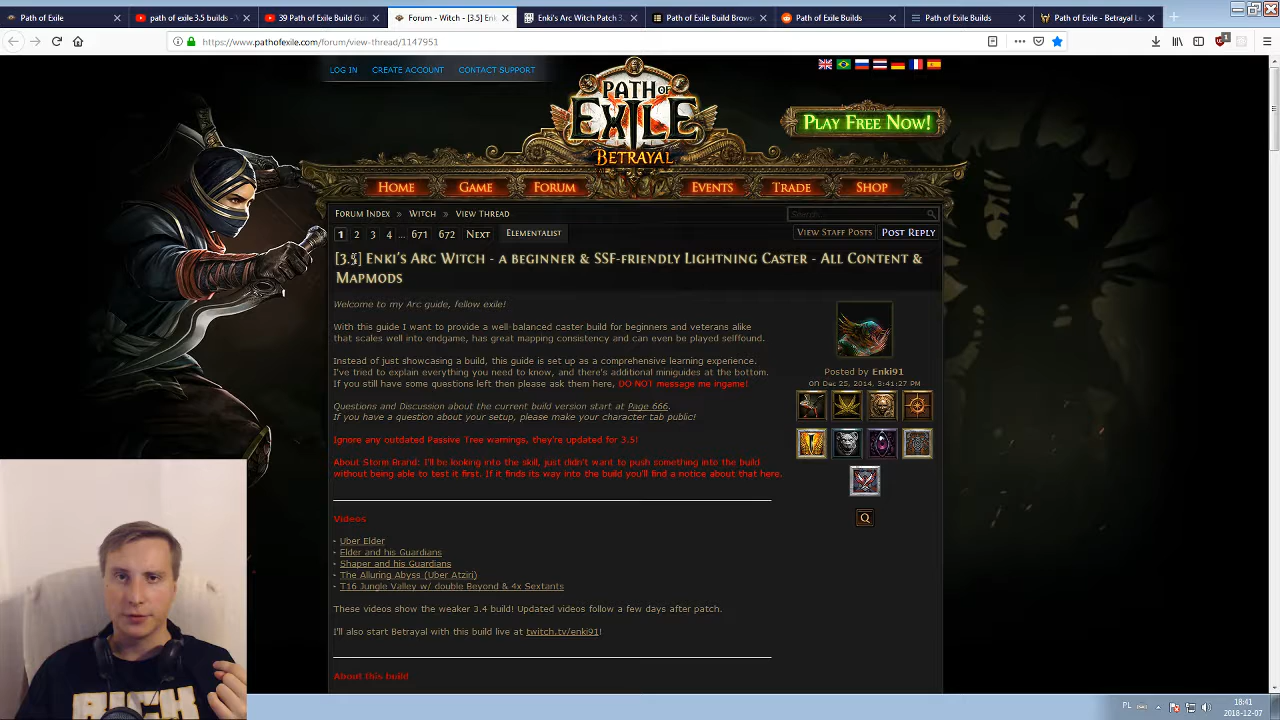 Path of Exile
path of exile 3.5 builds -
39 Path of Exile Build Gu
Forum - Witch - [3.5] Enk
Enki's Arc Witch Patch 3.
Path of Exile Build Brows
Path of Exile Builds
Path of Exile Builds
Path of Exile - Betrayal Le
https://www.pathofexile.com/forum/view-thread/1147951
LOG IN
CREATE ACCOUNT
CONTACT SUPPORT
PATH OF
EXILE
BETRAYAL
PLAY FREE NOW!
HOME
GAME
FORUM
EVENTS
TRADE
SHOP
FORUM INDEX » WITCH » VIEW THREAD
Search...
1 2 3 4 ... 671 672 NEXT
ELEMENTALIST
VIEW STAFF POSTS
POST REPLY
[3.5] ENKI'S ARC WITCH - A BEGINNER & SSF-FRIENDLY LIGHTNING CASTER - ALL CONTENT &
MAPMODS
Welcome to my Arc guide, fellow exile!
With this guide I want to provide a well-balanced caster build for beginners and veterans alike
that scales well into endgame, has great mapping consistency and can even be played selffound.
Instead of just showcasing a build, this guide is set up as a comprehensive learning experience.
I've tried to explain everything you need to know, and there's additional miniguides at the bottom.
If you still have some questions left then please ask them here, DO NOT message me ingame!
Questions and Discussion about the current build version start at Page 666.
If you have a question about your setup, please make your character tab public!
Ignore any outdated Passive Tree warnings, they're updated for 3.5!
About Storm Brand: I'll be looking into the skill, just didn't want to push something into the build
without being able to test it first. If it finds its way into the build you'll find a notice about that here.
Posted by Enki91
on Dec 25, 2014, 3:41:27 PM
Videos
- Uber Elder
- Elder and his Guardians
- Shaper and his Guardians
- The Alluring Abyss (Uber Atziri)
- T16 Jungle Valley w/ double Beyond & 4x Sextants
These videos show the weaker 3.4 build! Updated videos follow a few days after patch.
I'll also start Betrayal with this build live at twitch.tv/enki91!
About this build
RICK
PL
18:41
2018-12-07